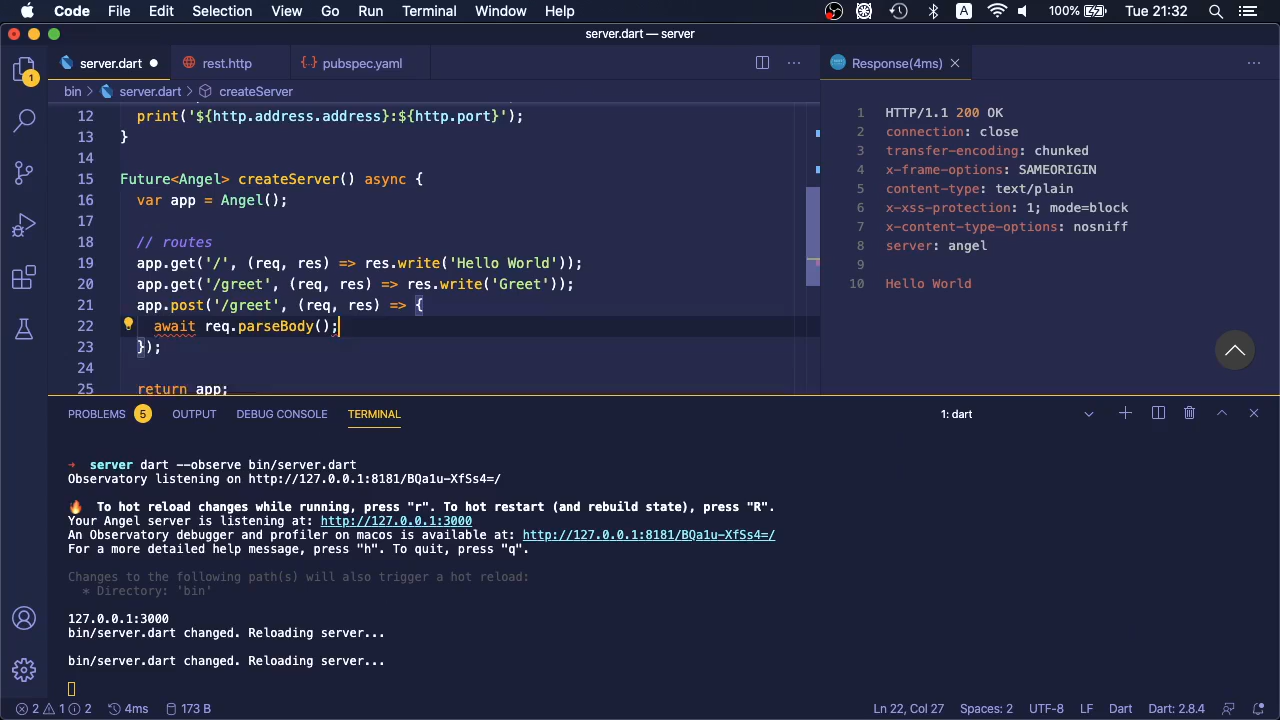 Code File Edit Selection View Go Run Terminal Window Help A 100% Tue 21:32
server.dart — server
server.dart rest.http pubspec.yaml Response(4ms)
bin server.dart createServer
12 print('${http.address.address}:${http.port}');
13 }
14
15 Future<Angel> createServer() async {
16 var app = Angel();
17
18 // routes
19 app.get('/', (req, res) => res.write('Hello World'));
20 app.get('/greet', (req, res) => res.write('Greet'));
21 app.post('/greet', (req, res) => {
22 await req.parseBody();
23 });
24
25 return app;
1 HTTP/1.1 200 OK
2 connection: close
3 transfer-encoding: chunked
4 x-frame-options: SAMEORIGIN
5 content-type: text/plain
6 x-xss-protection: 1; mode=block
7 x-content-type-options: nosniff
8 server: angel
9
10 Hello World
1
PROBLEMS 5 OUTPUT DEBUG CONSOLE TERMINAL 1: dart
→ server dart --observe bin/server.dart
Observatory listening on http://127.0.0.1:8181/BQa1u-XfSs4=/
🔥 To hot reload changes while running, press "r". To hot restart (and rebuild state), press "R".
Your Angel server is listening at: http://127.0.0.1:3000
An Observatory debugger and profiler on macos is available at: http://127.0.0.1:8181/BQa1u-XfSs4=/
For a more detailed help message, press "h". To quit, press "q".
Changes to the following path(s) will also trigger a hot reload:
* Directory: 'bin'
127.0.0.1:3000
bin/server.dart changed. Reloading server...
bin/server.dart changed. Reloading server...
2 1 2 4ms 173 B Ln 22, Col 27 Spaces: 2 UTF-8 LF Dart Dart: 2.8.4